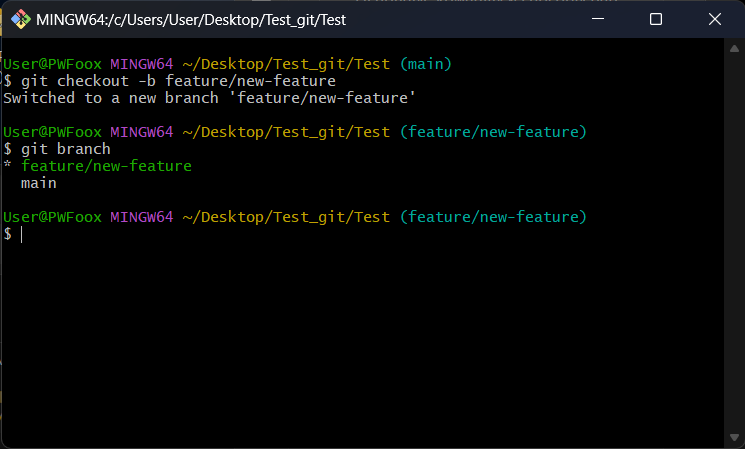 MINGW64:/c/Users/User/Desktop/Test_git/Test
User@PWFoox MINGW64 ~/Desktop/Test_git/Test (main)
$ git checkout -b feature/new-feature
Switched to a new branch 'feature/new-feature'
User@PWFoox MINGW64 ~/Desktop/Test_git/Test (feature/new-feature)
$ git branch
* feature/new-feature
  main
User@PWFoox MINGW64 ~/Desktop/Test_git/Test (feature/new-feature)
$